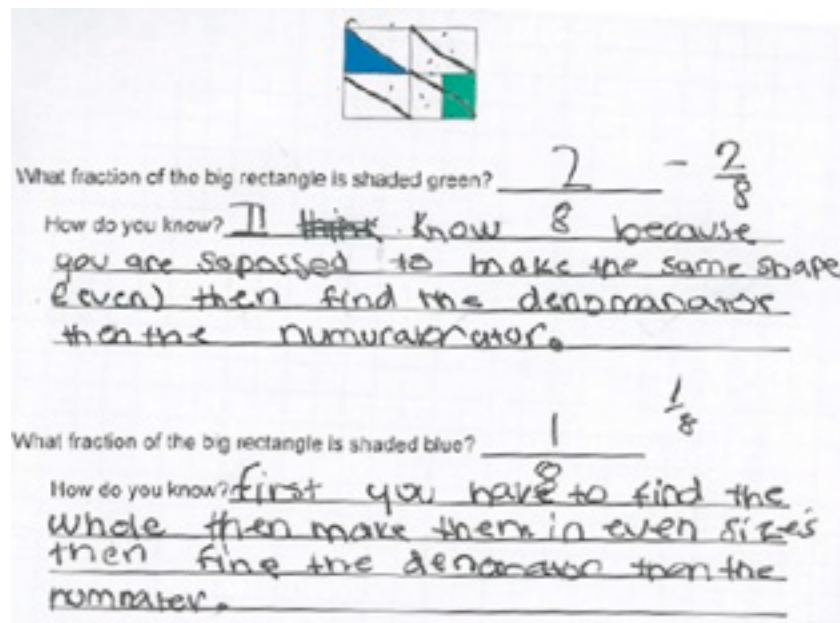 What fraction of the big rectangle is shaded green? 2/8 - 2/8
How do you know? I think know because
you are sopossed to make the same shape
(even) then find the denomanator
then the numuratorator.
What fraction of the big rectangle is shaded blue? 1/8 1/8
How do you know? first you have to find the
whole then make them in even sizes
then fine the denomator then the
numnater.